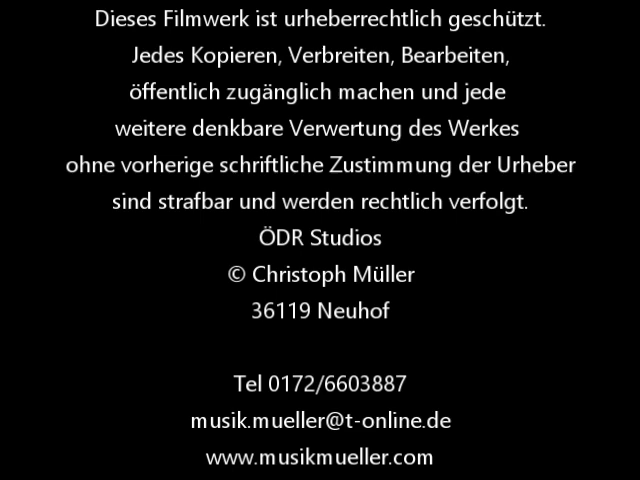 Dieses Filmwerk ist urheberrechtlich geschützt.
Jedes Kopieren, Verbreiten, Bearbeiten,
öffentlich zugänglich machen und jede
weitere denkbare Verwertung des Werkes
ohne vorherige schriftliche Zustimmung der Urheber
sind strafbar und werden rechtlich verfolgt.
ÖDR Studios
© Christoph Müller
36119 Neuhof
Tel 0172/6603887
musik.mueller@t-online.de
www.musikmueller.com